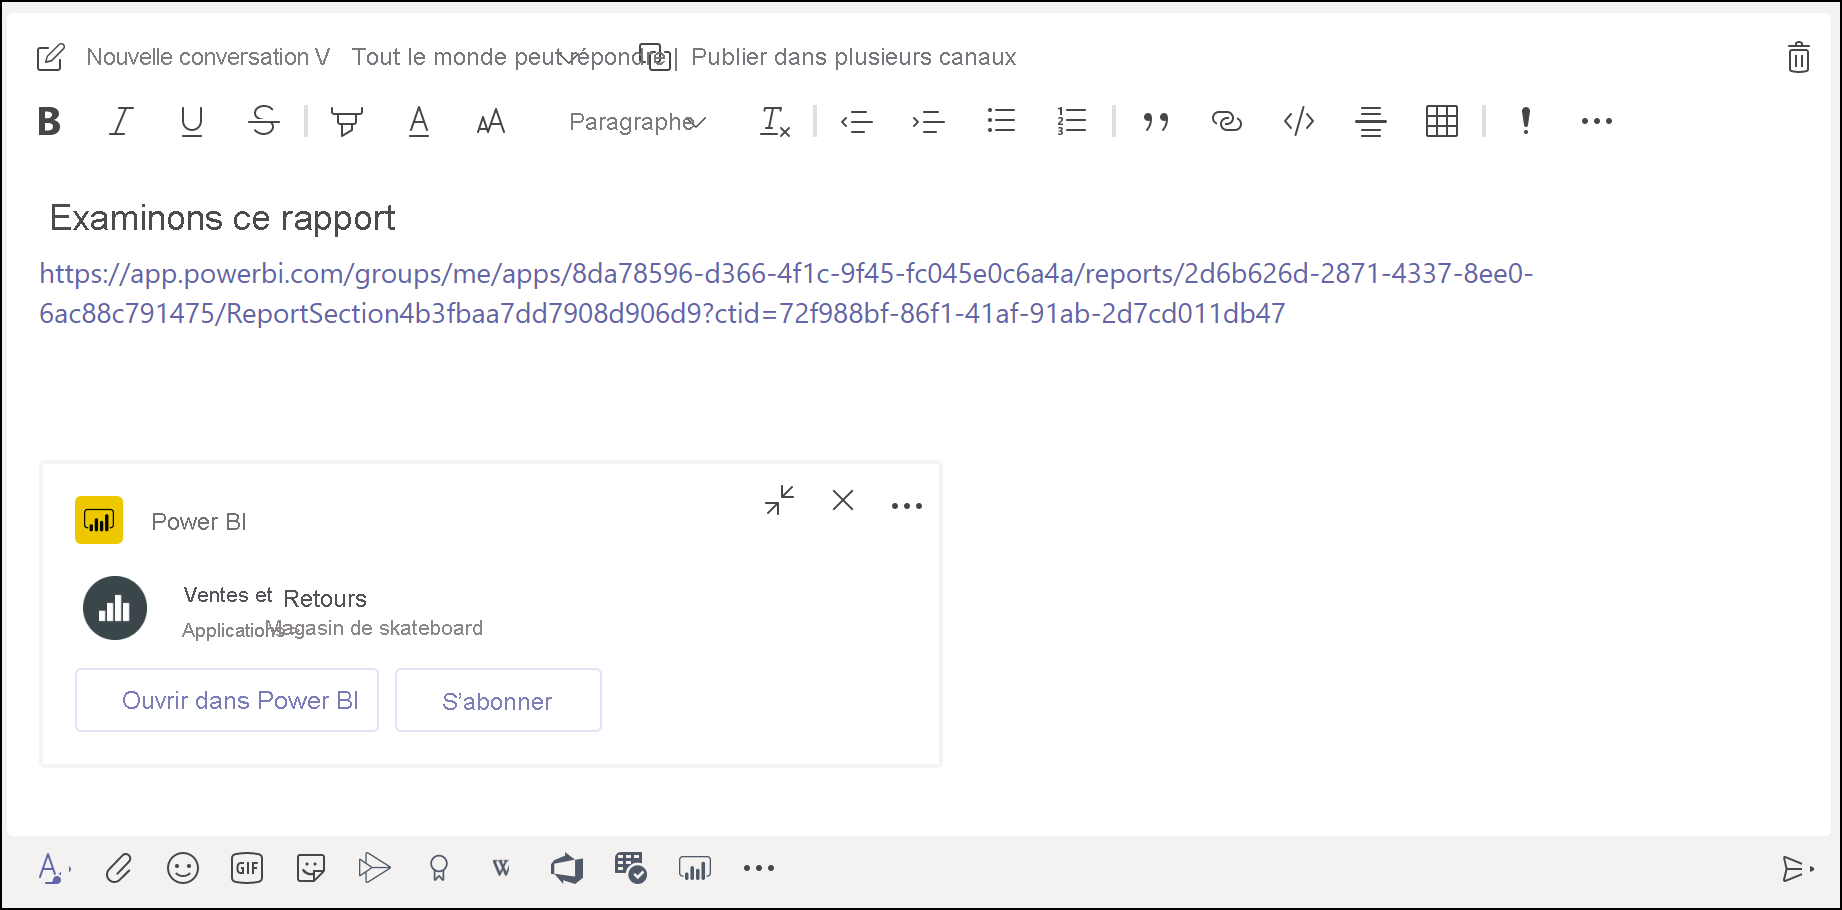 Nouvelle conversation V Tout le monde peut répondre | Publier dans plusieurs canaux
B I U S A AA Paragraphe
Examinons ce rapport
https://app.powerbi.com/groups/me/apps/8da78596-d366-4f1c-9f45-fc045e0c6a4a/reports/2d6b626d-2871-4337-8ee0-
6ac88c791475/ReportSection4b3fbaa7dd7908d906d9?ctid=72f988bf-86f1-41af-91ab-2d7cd011db47
Power BI
Ventes et Retours
Applications > Magasin de skateboard
Ouvrir dans Power BI
S'abonner
GIF